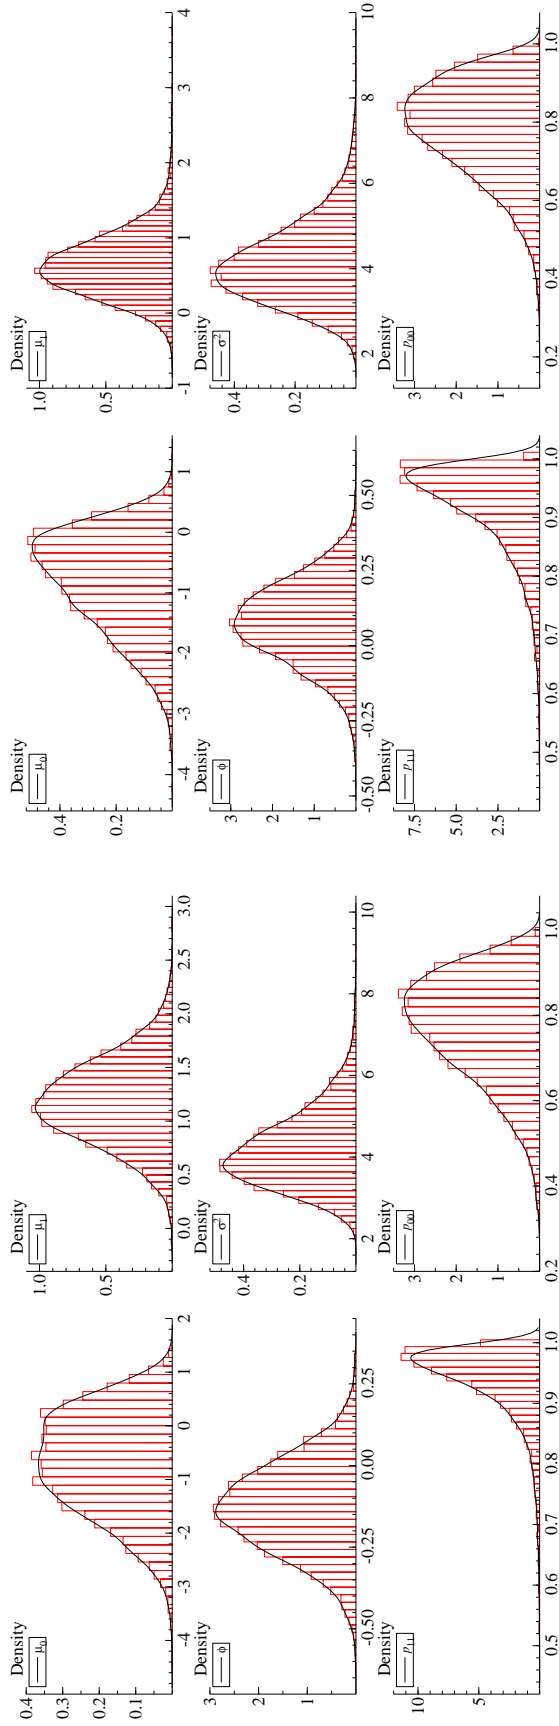 Density
μ₀
0.4
0.3
0.2
0.1
-4 -3 -2 -1 0 1 2
Density
μ₁
1.0
0.5
0.0 0.5 1.0 1.5 2.0 2.5 3.0
Density
μ₀
0.4
0.2
-4 -3 -2 -1 0 1
Density
μ₁
1.0
0.5
-1 0 1 2 3 4
Density
φ
3
2
1
-0.50 -0.25 0.00 0.25
Density
σ²
0.4
0.2
2 4 6 8 10
Density
φ
3
1
-0.50 -0.25 0.00 0.25 0.50
Density
σ²
0.4
0.2
2 4 6 8 10
Density
p₁₁
10
5
0.5 0.6 0.7 0.8 0.9 1.0
Density
p₀₀
3
2
1
0.2 0.4 0.6 0.8 1.0
Density
p₁₁
7.5
5.0
2.5
0.5 0.6 0.7 0.8 0.9 1.0
Density
p₀₀
3
2
1
0.2 0.4 0.6 0.8 1.0